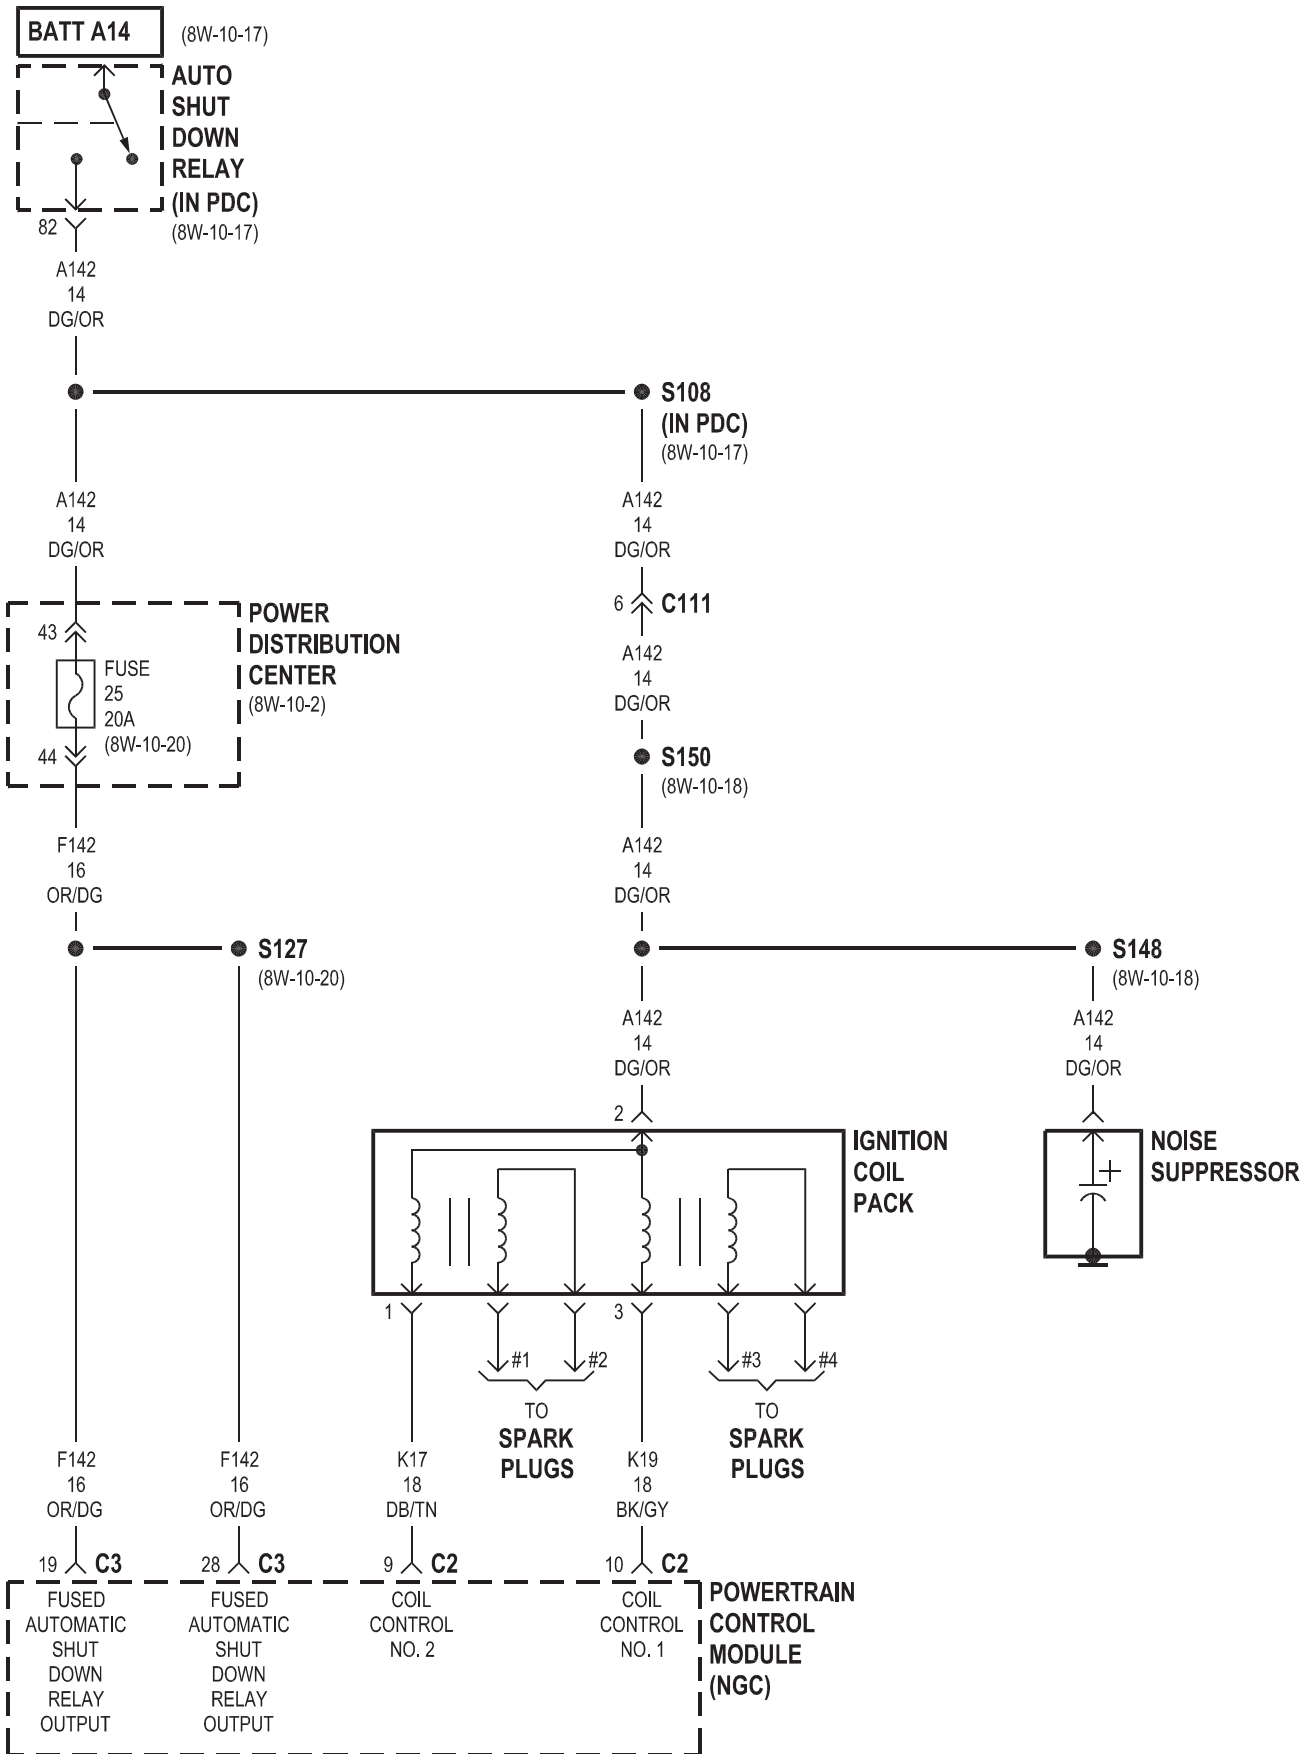 BATT A14
(8W-10-17)
AUTO
SHUT
DOWN
RELAY
(IN PDC)
(8W-10-17)
82
A142
14
DG/OR
S108
(IN PDC)
(8W-10-17)
A142
14
DG/OR
A142
14
DG/OR
6
C111
POWER
DISTRIBUTION
CENTER
(8W-10-2)
43
FUSE
25
20A
(8W-10-20)
44
A142
14
DG/OR
S150
(8W-10-18)
F142
16
OR/DG
A142
14
DG/OR
S127
(8W-10-20)
S148
(8W-10-18)
A142
14
DG/OR
A142
14
DG/OR
2
IGNITION
COIL
PACK
NOISE
SUPPRESSOR
+
1
3
#1
#2
#3
#4
TO
SPARK
PLUGS
TO
SPARK
PLUGS
F142
16
OR/DG
F142
16
OR/DG
K17
18
DB/TN
K19
18
BK/GY
19
C3
28
C3
9
C2
10
C2
FUSED
AUTOMATIC
SHUT
DOWN
RELAY
OUTPUT
FUSED
AUTOMATIC
SHUT
DOWN
RELAY
OUTPUT
COIL
CONTROL
NO. 2
COIL
CONTROL
NO. 1
POWERTRAIN
CONTROL
MODULE
(NGC)